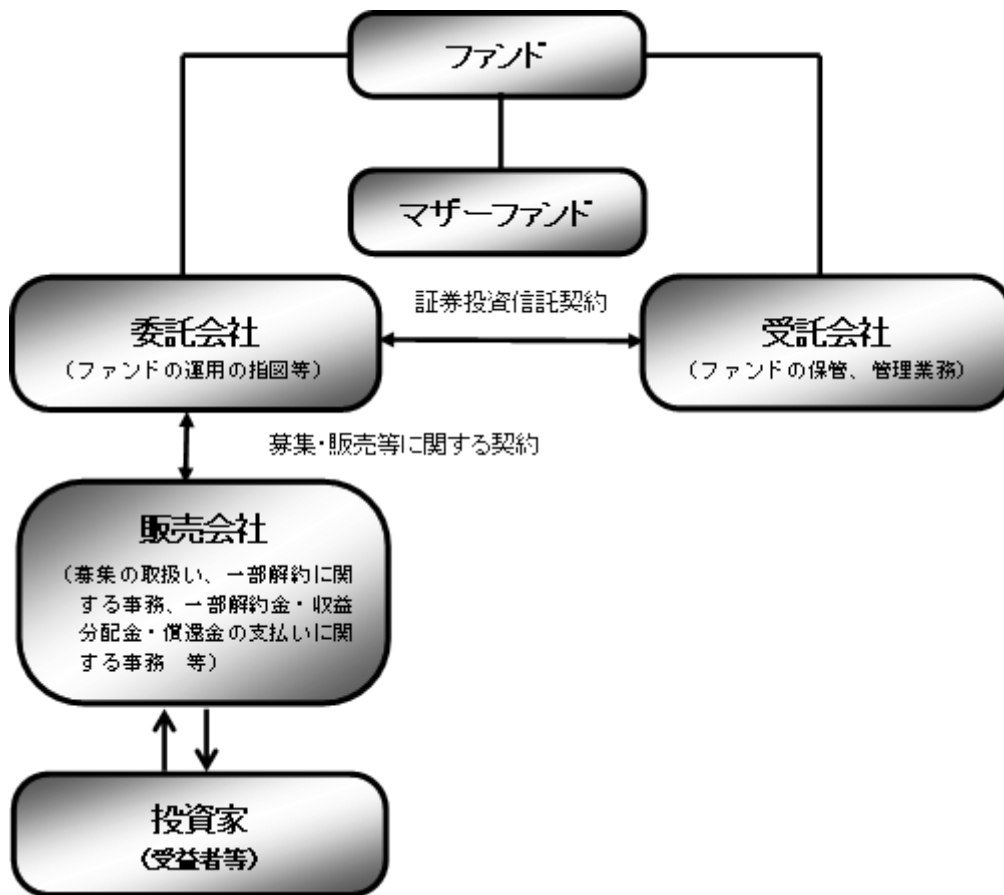 ファンド
マザーファンド
証券投資信託契約
委託会社
（ファンドの運用の指図等）
受託会社
（ファンドの保管、管理業務）
募集・販売等に関する契約
販売会社
（募集の取扱い、一部解約に関
する事務、一部解約金・収益
分配金・償還金の支払いに関
する事務　等）
投資家
（受益者等）